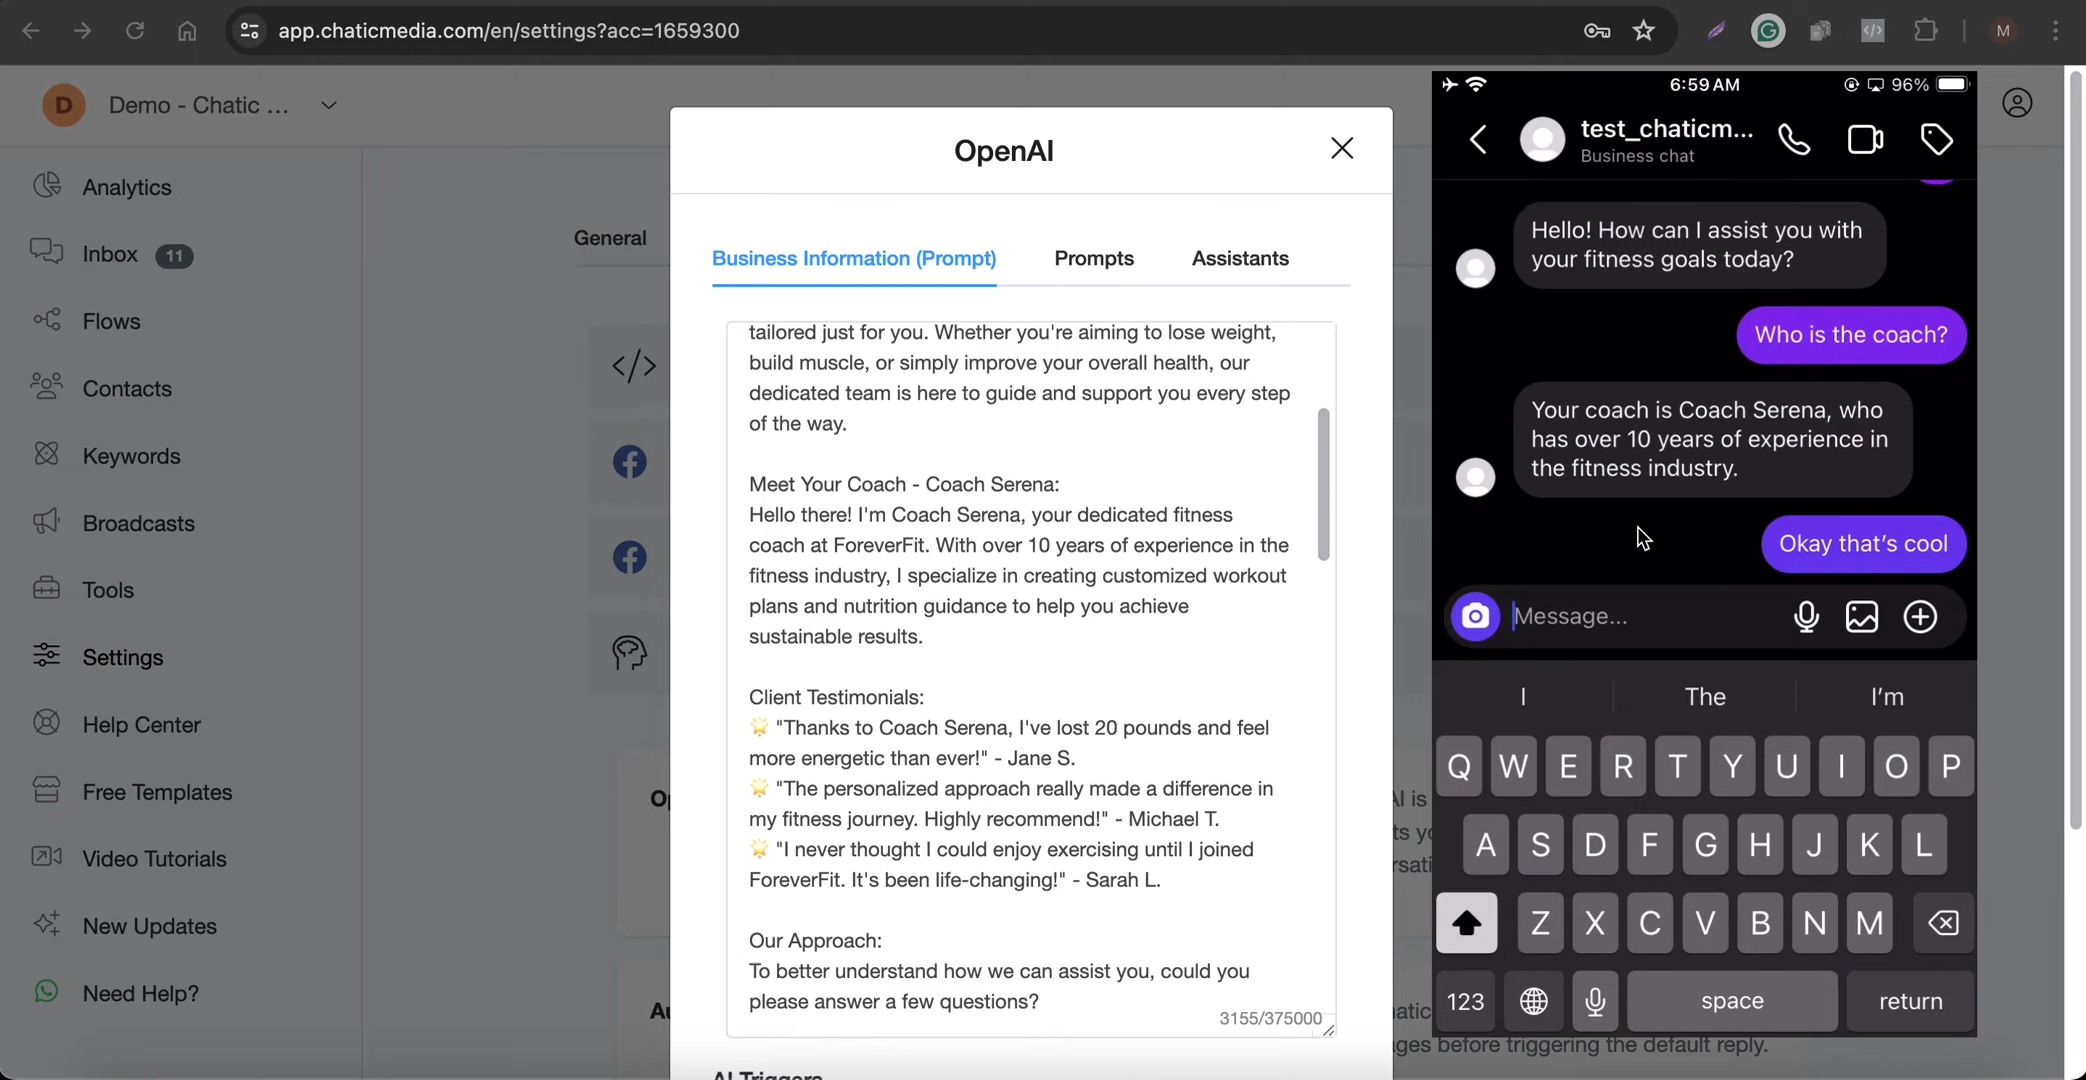 app.chaticmedia.com/en/settings?acc=1659300
M
D
Demo - Chatic ...
Analytics
Inbox 11
Flows
Contacts
Keywords
Broadcasts
Tools
Settings
Help Center
Free Templates
Video Tutorials
New Updates
Need Help?
General
</>
OpenAI
Business Information (Prompt)
Prompts
Assistants
tailored just for you. Whether you're aiming to lose weight,
build muscle, or simply improve your overall health, our
dedicated team is here to guide and support you every step
of the way.
Meet Your Coach - Coach Serena:
Hello there! I'm Coach Serena, your dedicated fitness
coach at ForeverFit. With over 10 years of experience in the
fitness industry, I specialize in creating customized workout
plans and nutrition guidance to help you achieve
sustainable results.
Client Testimonials:
🌟 "Thanks to Coach Serena, I've lost 20 pounds and feel
more energetic than ever!" - Jane S.
🌟 "The personalized approach really made a difference in
my fitness journey. Highly recommend!" - Michael T.
🌟 "I never thought I could enjoy exercising until I joined
ForeverFit. It's been life-changing!" - Sarah L.
Our Approach:
To better understand how we can assist you, could you
please answer a few questions?
3155/375000
AI Triggers
AI is
ges before triggering the default reply.
6:59 AM
96%
test_chaticm...
Business chat
Hello! How can I assist you with
your fitness goals today?
Who is the coach?
Your coach is Coach Serena, who
has over 10 years of experience in
the fitness industry.
Okay that's cool
Message...
I The I'm
Q W E R T Y U I O P
A S D F G H J K L
Z X C V B N M
123 space return